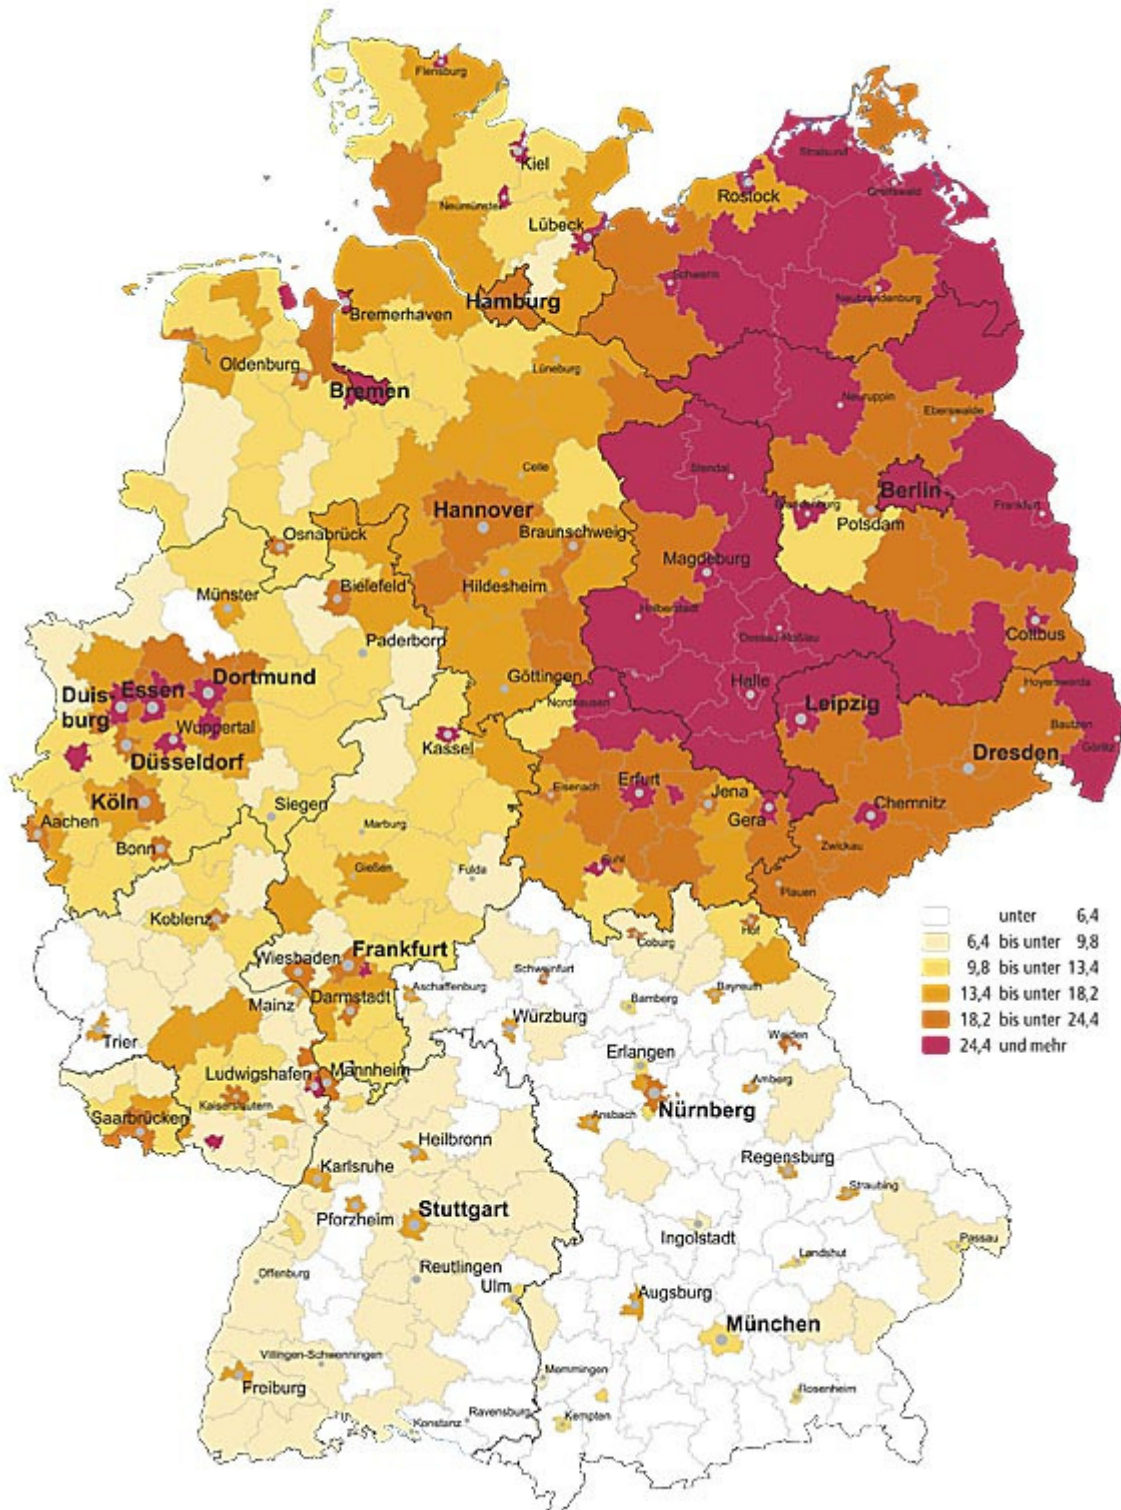 Flensburg
Kiel
Neumünster
Lübeck
Stralsund
Greifswald
Rostock
Schwerin
Neubrandenburg
Hamburg
Bremerhaven
Oldenburg
Bremen
Lüneburg
Neuruppin
Eberswalde
Celle
Stendal
Berlin
Hannover
Brandenburg
Frankfurt
Potsdam
Osnabrück
Braunschweig
Magdeburg
Bielefeld
Hildesheim
Münster
Halberstadt
Dessau-Roßlau
Cottbus
Paderborn
Göttingen
Halle
Hoyerswerda
Dortmund
Essen
Duis-
burg
Nordhausen
Leipzig
Wuppertal
Bautzen
Görlitz
Kassel
Düsseldorf
Dresden
Köln
Eisenach
Erfurt
Jena
Siegen
Chemnitz
Aachen
Marburg
Gera
Bonn
Zwickau
Gießen
Fulda
Suhl
Plauen
Koblenz
Coburg
Hof
Frankfurt
Wiesbaden
Schweinfurt
Mainz
Darmstadt
Aschaffenburg
Bamberg
Bayreuth
Würzburg
Trier
Weiden
Erlangen
Ludwigshafen
Mannheim
Amberg
Kaiserslautern
Nürnberg
Saarbrücken
Ansbach
Heilbronn
Regensburg
Karlsruhe
Straubing
Pforzheim
Stuttgart
Ingolstadt
Passau
Landshut
Offenburg
Reutlingen
Ulm
Augsburg
München
Villingen-Schwenningen
Memmingen
Freiburg
Rosenheim
Ravensburg
Konstanz
Kempten
unter 6,4
6,4 bis unter 9,8
9,8 bis unter 13,4
13,4 bis unter 18,2
18,2 bis unter 24,4
24,4 und mehr